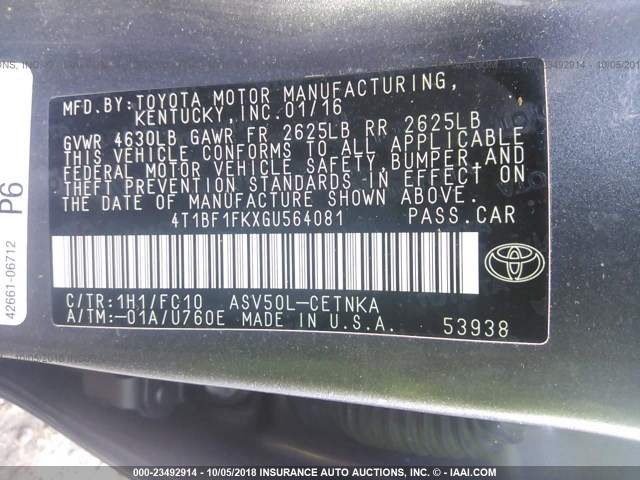 MFD.BY:TOYOTA MOTOR MANUFACTURING,
KENTUCKY,INC.01/16
GVWR 4630LB GAWR FR 2625LB RR 2625LB
THIS VEHICLE CONFORMS TO ALL APPLICABLE
FEDERAL MOTOR VEHICLE SAFETY,BUMPER,AND
THEFT PREVENTION STANDARDS IN EFFECT ON
THE DATE OF MANUFACTURE SHOWN ABOVE.
4T1BF1FKXGU564081 PASS.CAR
C/TR:1H1/FC10 ASV50L-CETNKA
A/TM:-01A/U760E MADE IN U.S.A. 53938
P6
42661-06712
000-23492914 - 10/05/2018 INSURANCE AUTO AUCTIONS, INC. - IAAI.COM